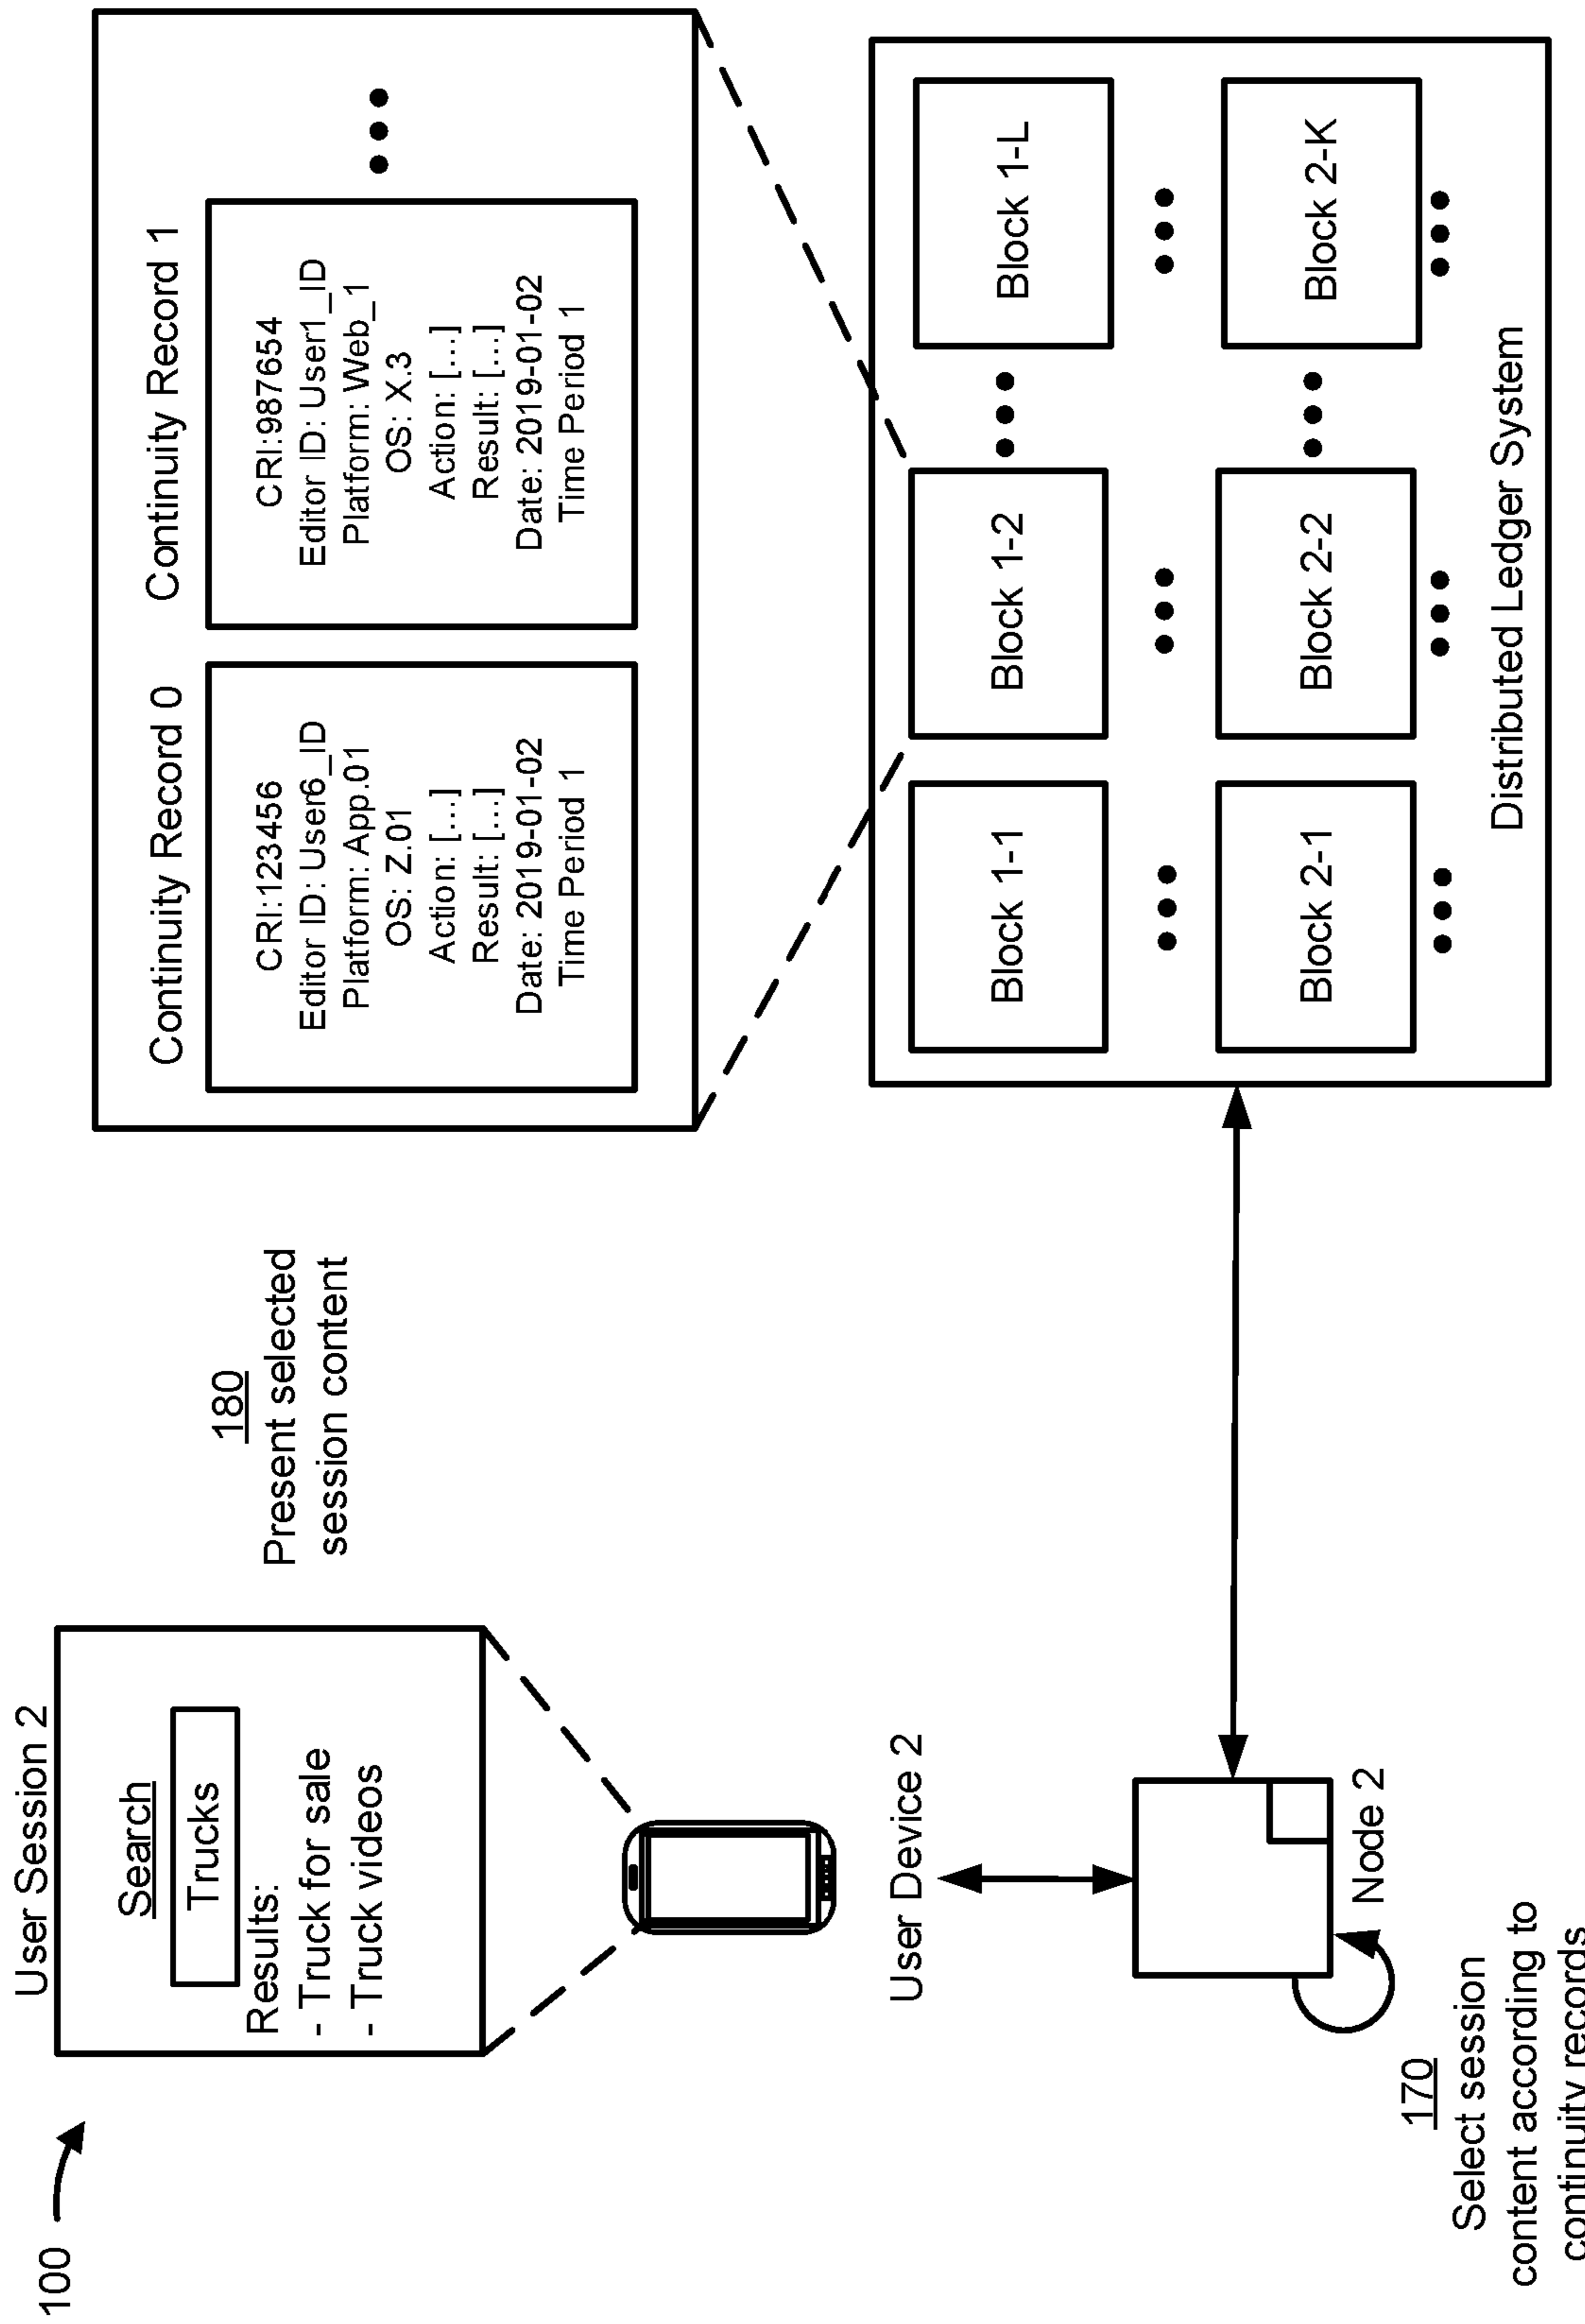 100
User Session 2
Search
Trucks
Results:
- Truck for sale
- Truck videos
180
Present selected
session content
Continuity Record 0
CRI:123456
Editor ID: User6_ID
Platform: App.01
OS: Z.01
Action: [...]
Result: [...]
Date: 2019-01-02
Time Period 1
Continuity Record 1
CRI:987654
Editor ID: User1_ID
Platform: Web_1
OS: X.3
Action: [...]
Result: [...]
Date: 2019-01-02
Time Period 1
User Device 2
Node 2
170
Select session
content according to
continuity records
Block 1-1
Block 1-2
Block 1-L
Block 2-1
Block 2-2
Block 2-K
Distributed Ledger System